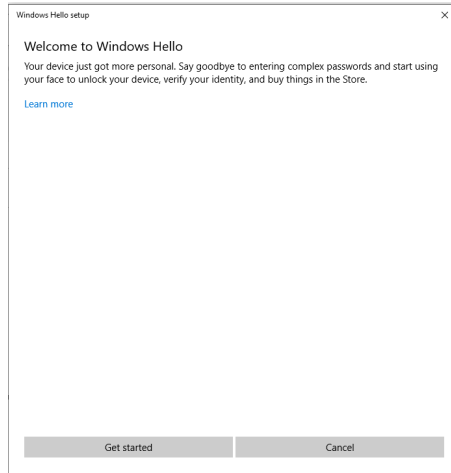 Windows Hello setup
Welcome to Windows Hello
Your device just got more personal. Say goodbye to entering complex passwords and start using
your face to unlock your device, verify your identity, and buy things in the Store.
Learn more
Get started
Cancel